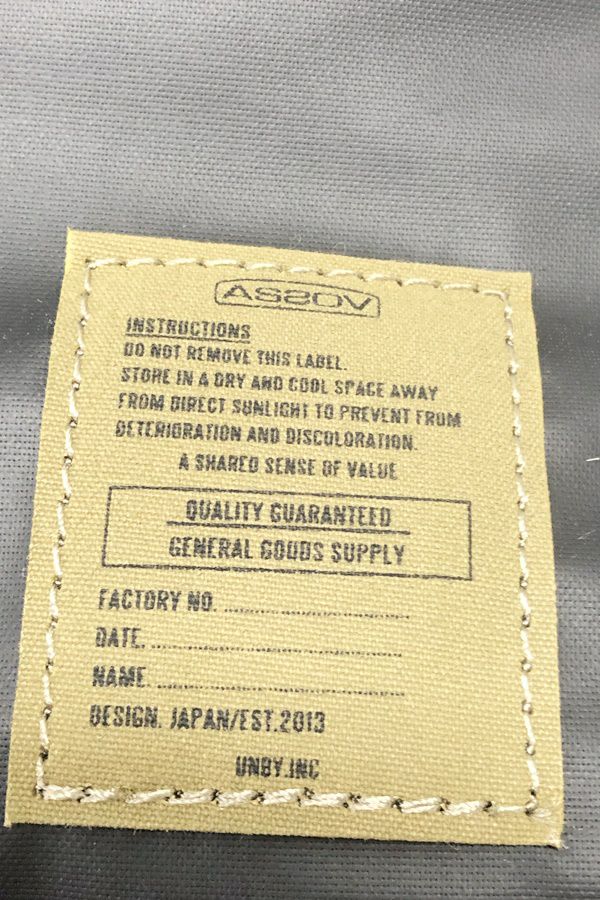 ASSOV
INSTRUCTIONS
DO NOT REMOVE THIS LABEL.
STORE IN A DRY AND COOL SPACE AWAY
FROM DIRECT SUNLIGHT TO PREVENT FROM
DETERIORATION AND DISCOLORATION.
A SHARED SENSE OF VALUE
QUALITY GUARANTEED
GENERAL GOODS SUPPLY
FACTORY NO. ........................................
DATE. ........................................
NAME. ........................................
DESIGN. JAPAN/EST.2013
UNBY.INC